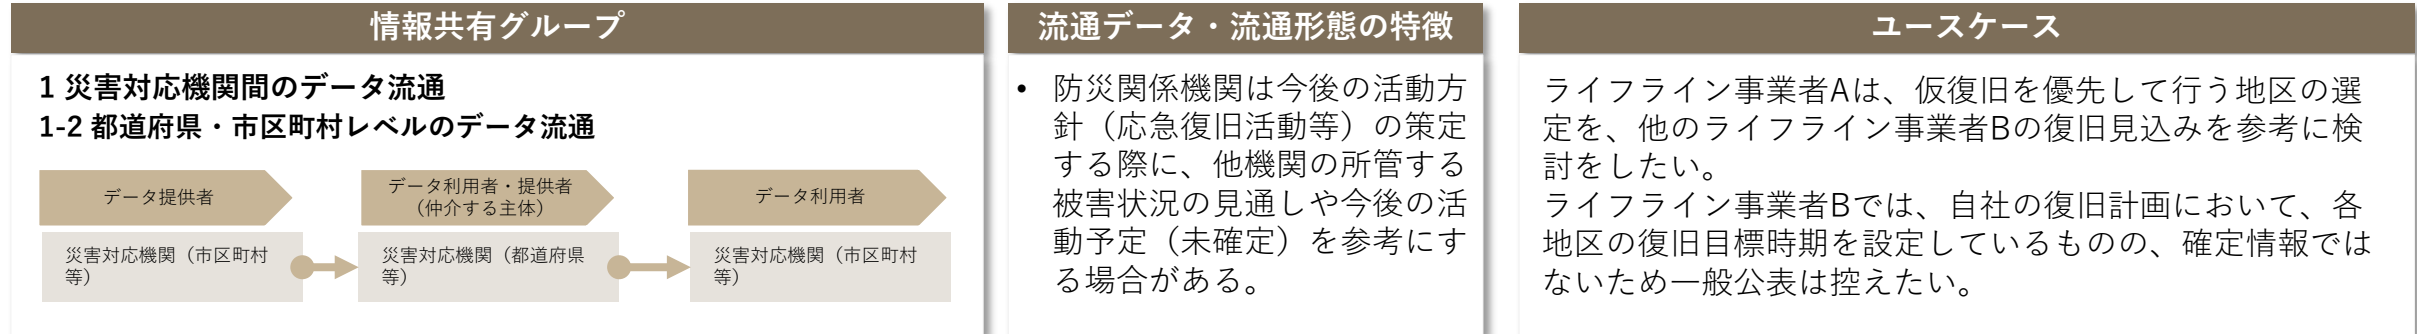 情報共有グループ
1 災害対応機関間のデータ流通
1-2 都道府県・市区町村レベルのデータ流通
データ提供者
データ利用者・提供者
（仲介する主体）
データ利用者
災害対応機関（市区町村
等）
災害対応機関（都道府県
等）
災害対応機関（市区町村
等）
流通データ・流通形態の特徴
• 防災関係機関は今後の活動方
針（応急復旧活動等）の策定
する際に、他機関の所管する
被害状況の見通しや今後の活
動予定（未確定）を参考にす
る場合がある。
ユースケース
ライフライン事業者Aは、仮復旧を優先して行う地区の選
定を、他のライフライン事業者Bの復旧見込みを参考に検
討をしたい。
ライフライン事業者Bでは、自社の復旧計画において、各
地区の復旧目標時期を設定しているものの、確定情報では
ないため一般公表は控えたい。